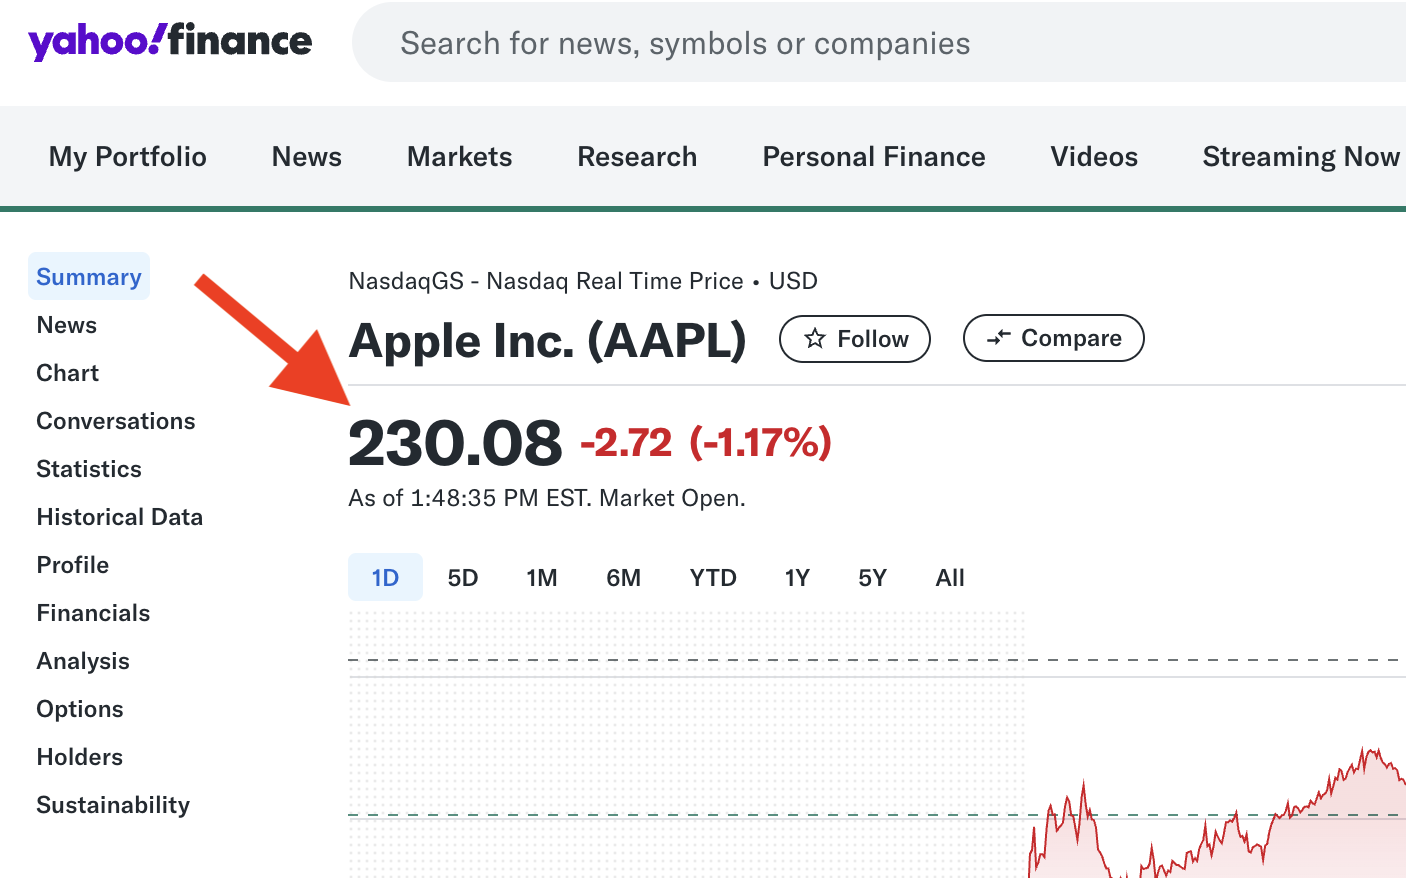 yahoo!finance
Search for news, symbols or companies
My Portfolio News Markets Research Personal Finance Videos Streaming Now
Summary
News
Chart
Conversations
Statistics
Historical Data
Profile
Financials
Analysis
Options
Holders
Sustainability
NasdaqGS - Nasdaq Real Time Price • USD
Apple Inc. (AAPL) Follow Compare
230.08 -2.72 (-1.17%)
As of 1:48:35 PM EST. Market Open.
1D 5D 1M 6M YTD 1Y 5Y All